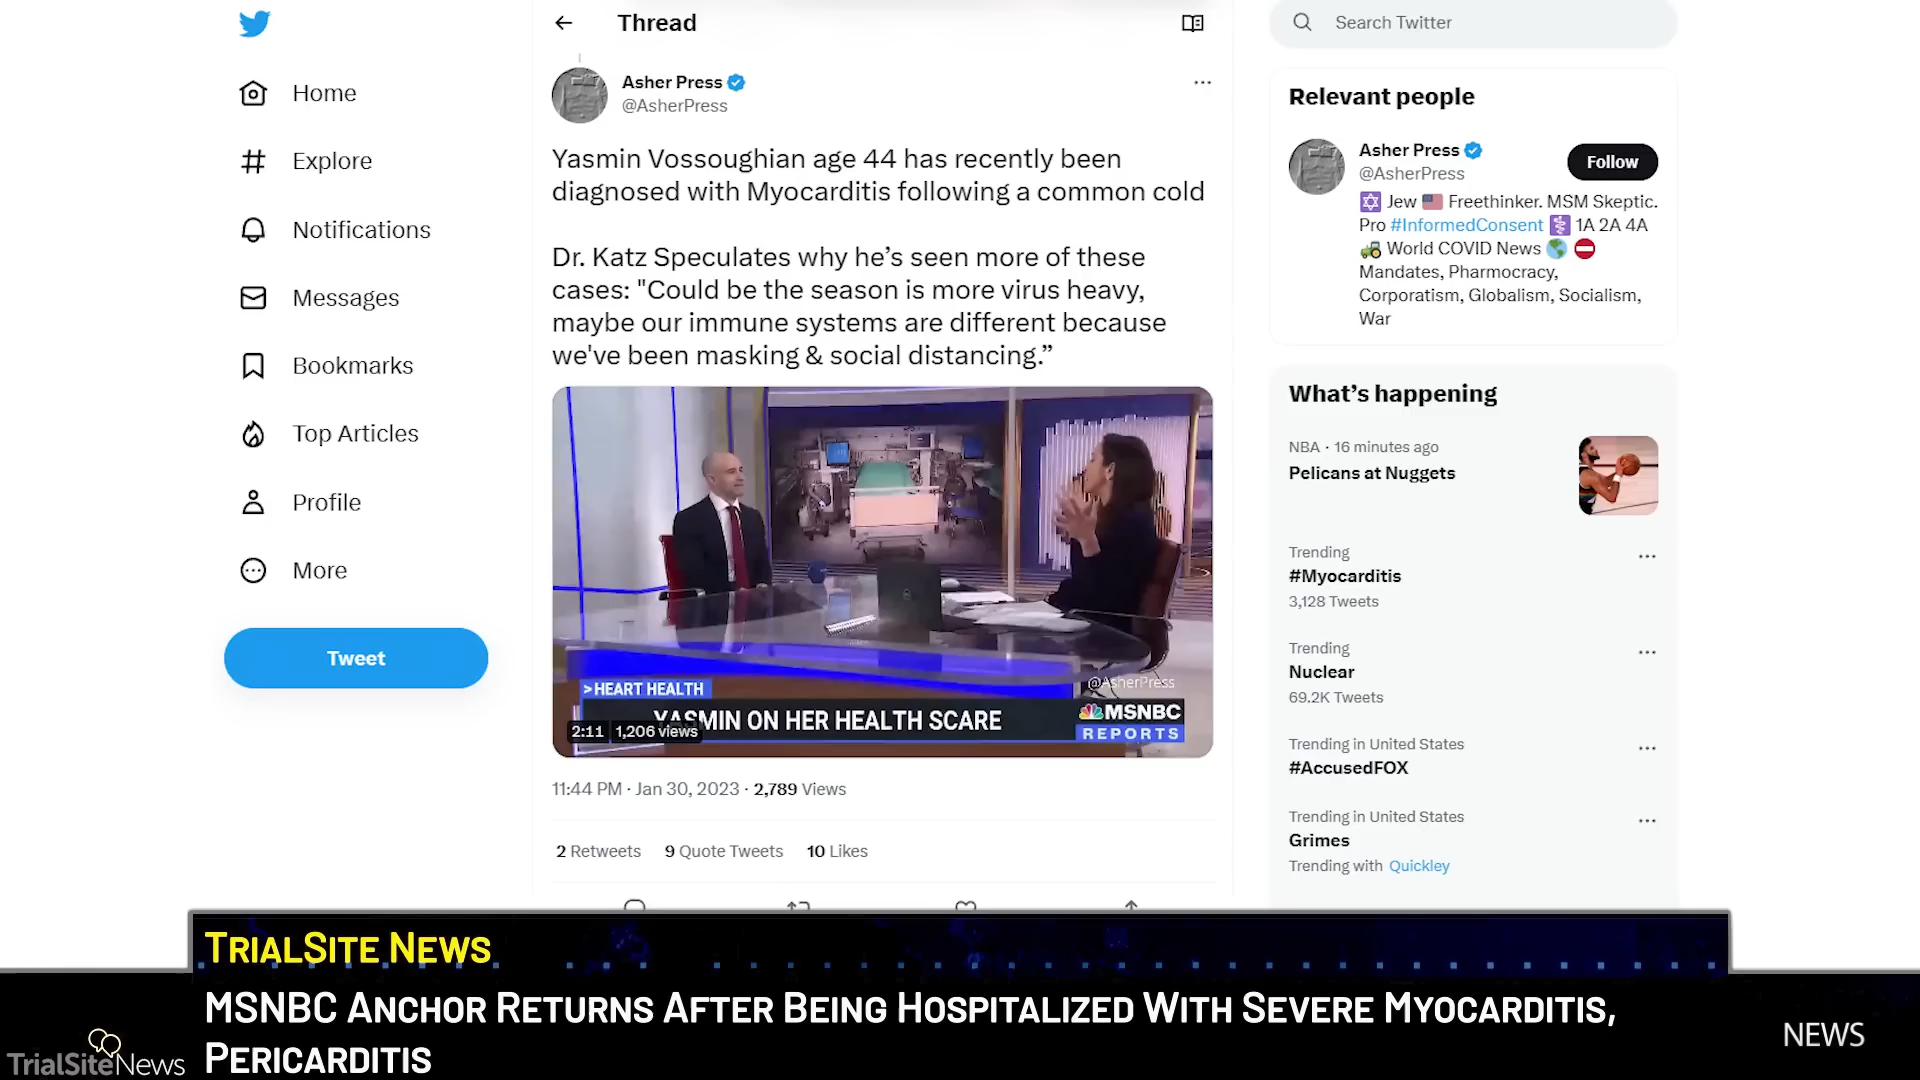 Thread
Search Twitter
Home
Explore
Notifications
Messages
Bookmarks
Top Articles
Profile
More
Tweet
Asher Press
@AsherPress
Yasmin Vossoughian age 44 has recently been
diagnosed with Myocarditis following a common cold
Dr. Katz Speculates why he’s seen more of these
cases: "Could be the season is more virus heavy,
maybe our immune systems are different because
we've been masking & social distancing.”
@AsherPress
>HEART HEALTH
YASMIN ON HER HEALTH SCARE
MSNBC
REPORTS
2:11 1,206 views
11:44 PM · Jan 30, 2023 · 2,789 Views
2 Retweets 9 Quote Tweets 10 Likes
Relevant people
Asher Press
@AsherPress
Follow
Jew Freethinker. MSM Skeptic.
Pro #InformedConsent 1A 2A 4A
World COVID News
Mandates, Pharmocracy,
Corporatism, Globalism, Socialism,
War
What’s happening
NBA · 16 minutes ago
Pelicans at Nuggets
Trending
#Myocarditis
3,128 Tweets
Trending
Nuclear
69.2K Tweets
Trending in United States
#AccusedFOX
Trending in United States
Grimes
Trending with Quickley
TRIALSITE NEWS
MSNBC ANCHOR RETURNS AFTER BEING HOSPITALIZED WITH SEVERE MYOCARDITIS,
PERICARDITIS
TrialSiteNews
NEWS